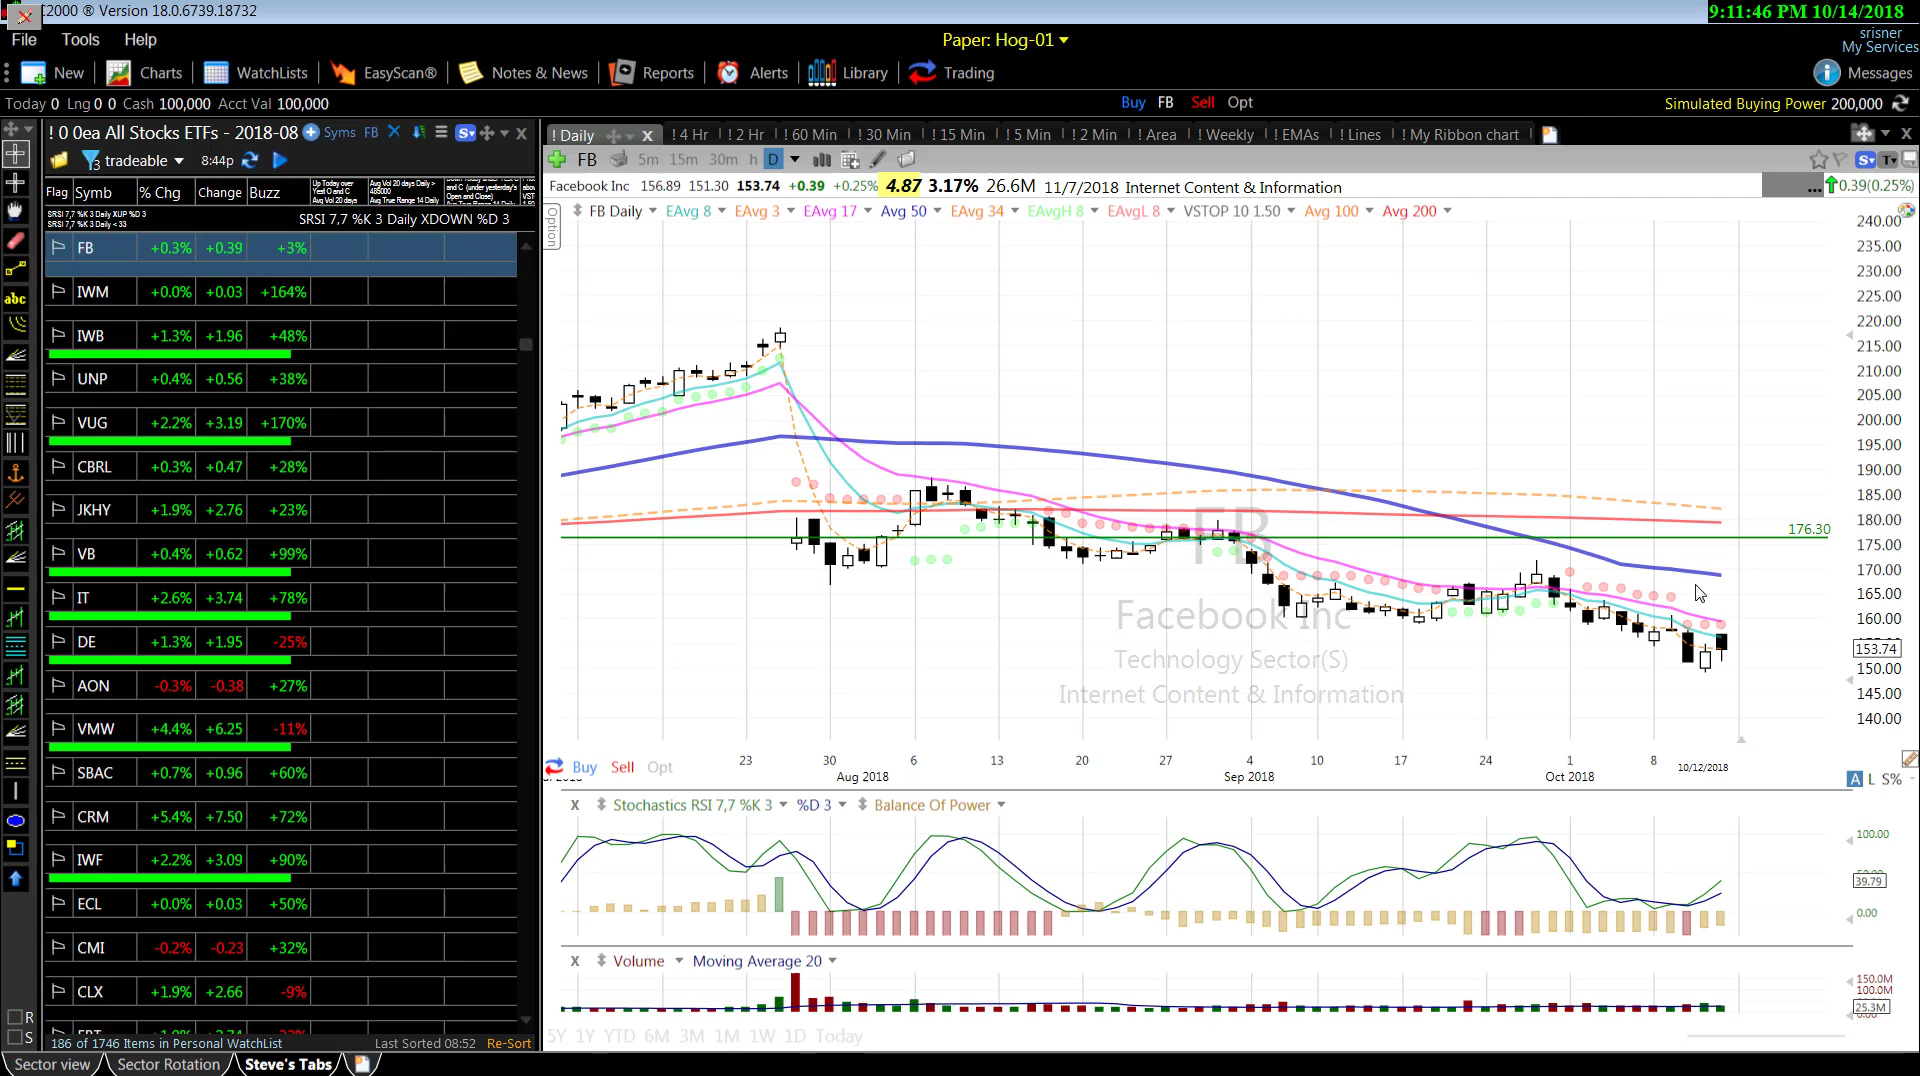 2000 ® Version 18.0.6739.18732
9:11:46 PM 10/14/2018
File Tools Help
Paper: Hog-01
srisner
My Services
New Charts WatchLists EasyScan® Notes & News Reports Alerts Library Trading
Messages
Today 0 Lng 0 0 Cash 100,000 Acct Val 100,000
Buy FB Sell Opt
Simulated Buying Power 200,000
! 0 0ea All Stocks ETFs - 2018-08 Syms FB X
tradeable 8:44p
Flag Symb % Chg Change Buzz
SRSI 7,7 %K 3 Daily XUP %D 3
SRSI 7,7 %K 3 Daily < 33
SRSI 7,7 %K 3 Daily XDOWN %D 3
FB +0.3% +0.39 +3%
IWM +0.0% +0.03 +164%
IWB +1.3% +1.96 +48%
UNP +0.4% +0.56 +38%
VUG +2.2% +3.19 +170%
CBRL +0.3% +0.47 +28%
JKHY +1.9% +2.76 +23%
VB +0.4% +0.62 +99%
IT +2.6% +3.74 +78%
DE +1.3% +1.95 -25%
AON -0.3% -0.38 +27%
VMW +4.4% +6.25 -11%
SBAC +0.7% +0.96 +60%
CRM +5.4% +7.50 +72%
IWF +2.2% +3.09 +90%
ECL +0.0% +0.03 +50%
CMI -0.2% -0.23 +32%
CLX +1.9% +2.66 -9%
186 of 1746 Items in Personal WatchList Last Sorted 08:52 Re-Sort
R
S
abc
Sector view Sector Rotation Steve's Tabs
! Daily ! 4 Hr ! 2 Hr ! 60 Min ! 30 Min ! 15 Min ! 5 Min ! 2 Min ! Area ! Weekly ! EMAs ! Lines ! My Ribbon chart
FB 5m 15m 30m h D
Facebook Inc 156.89 151.30 153.74 +0.39 +0.25% 4.87 3.17% 26.6M 11/7/2018 Internet Content & Information
... 0.39(0.25%)
Option
FB Daily EAvg 8 EAvg 3 EAvg 17 Avg 50 EAvg 34 EAvgH 8 EAvgL 8 VSTOP 10 1.50 Avg 100 Avg 200
240.00
235.00
230.00
225.00
220.00
215.00
210.00
205.00
200.00
195.00
190.00
185.00
180.00
176.30
175.00
170.00
165.00
160.00
153.74
150.00
145.00
140.00
FB
Facebook Inc
Technology Sector(S)
Internet Content & Information
23 30 6 13 20 27 4 10 17 24 1 8
Aug 2018 Sep 2018 Oct 2018 10/12/2018
Buy Sell Opt
A L S%
X Stochastics RSI 7,7 %K 3 %D 3 Balance Of Power
100.00
39.79
0.00
X Volume Moving Average 20
150.0M
100.0M
25.3M
5Y 1Y YTD 6M 3M 1M 1W 1D Today